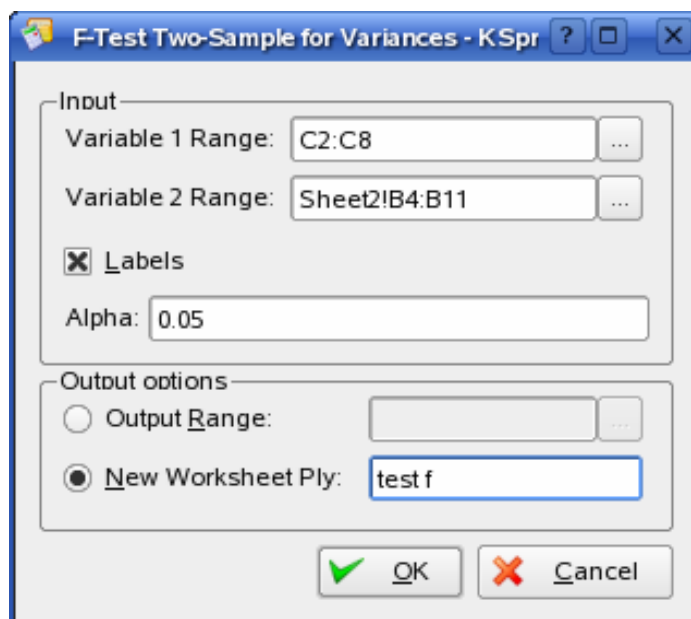 F-Test Two-Sample for Variances - KSpr ?
Input
Variable 1 Range: C2:C8 ...
Variable 2 Range: Sheet2!B4:B11 ...
Labels
Alpha: 0.05
Output options
Output Range: ...
New Worksheet Ply: test f
OK Cancel